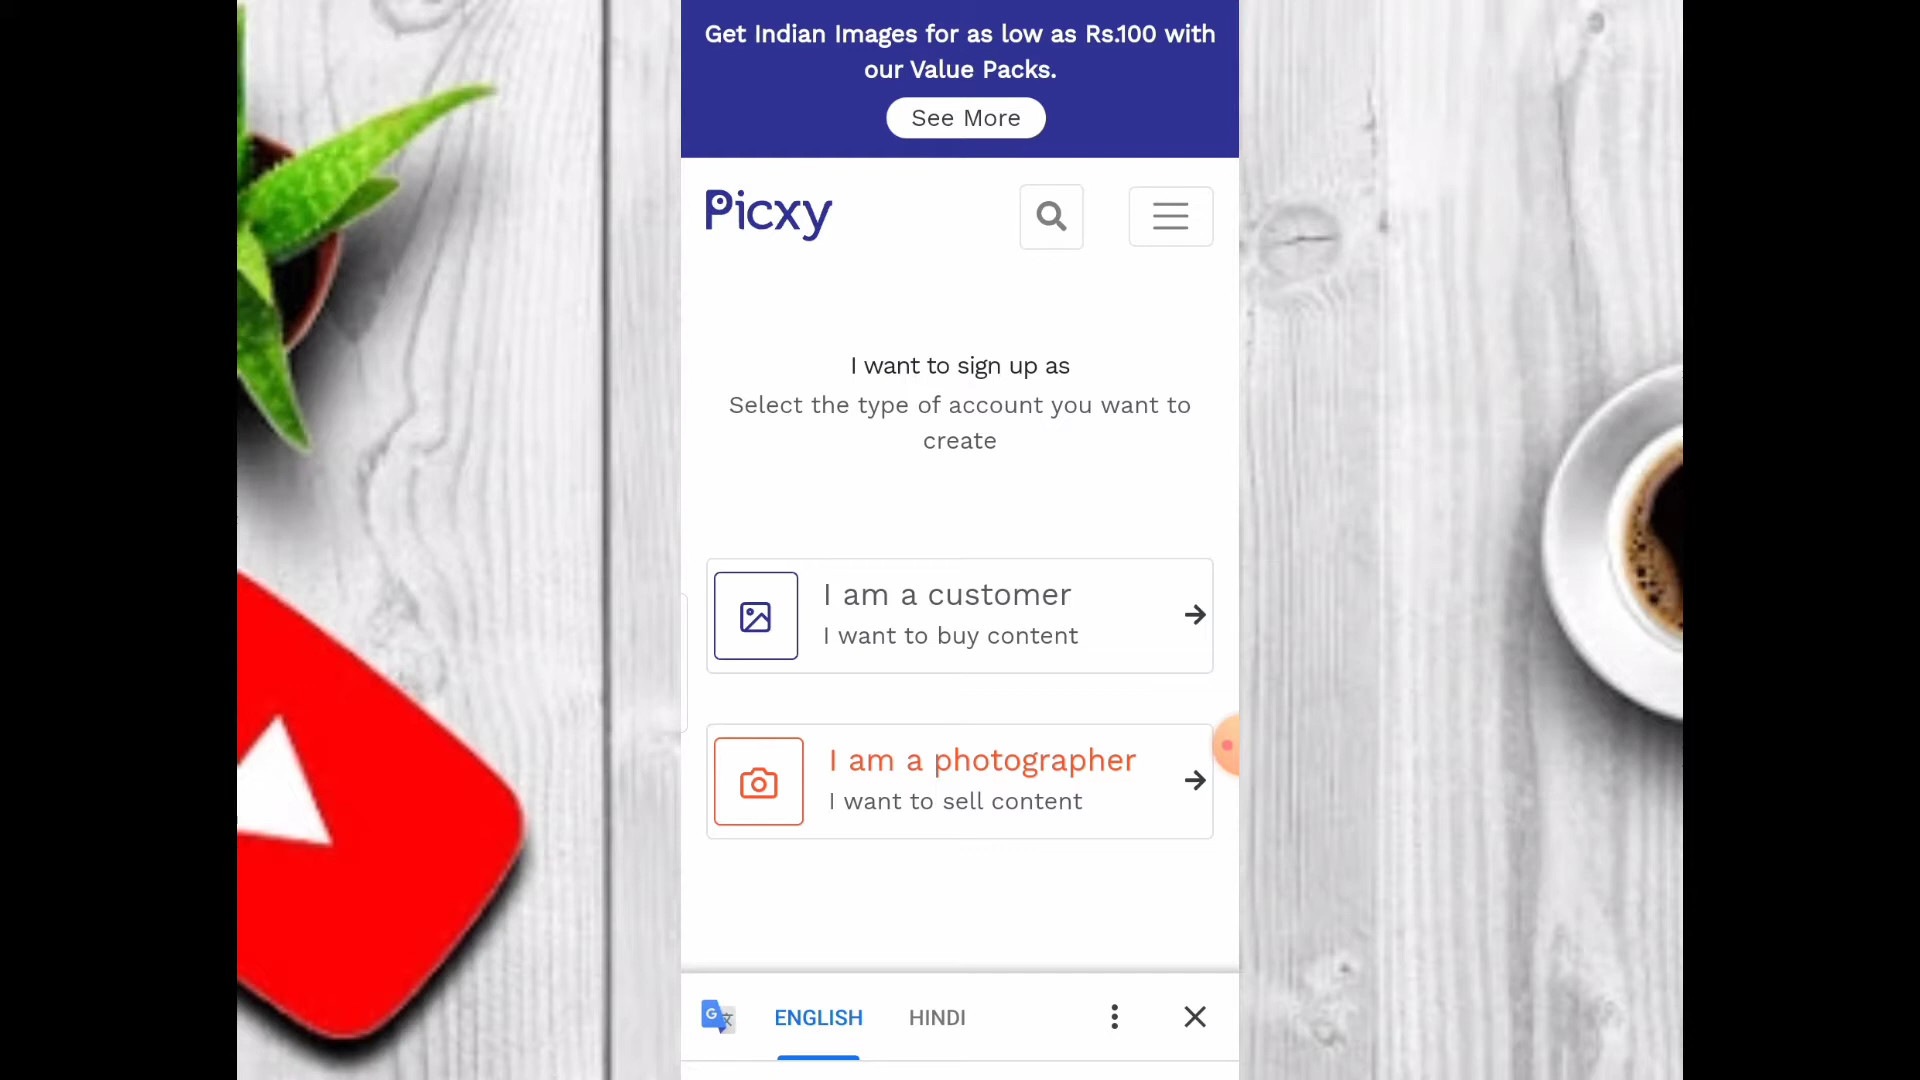 Get Indian Images for as low as Rs.100 with
our Value Packs.
See More
Picxy
I want to sign up as
Select the type of account you want to
create
I am a customer
I want to buy content
I am a photographer
I want to sell content
ENGLISH HINDI